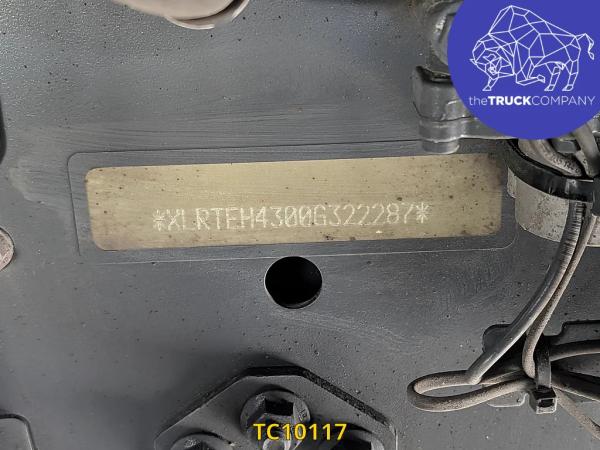 theTRUCKCOMPANY
*XLRTEH4300G322287*
TC10117